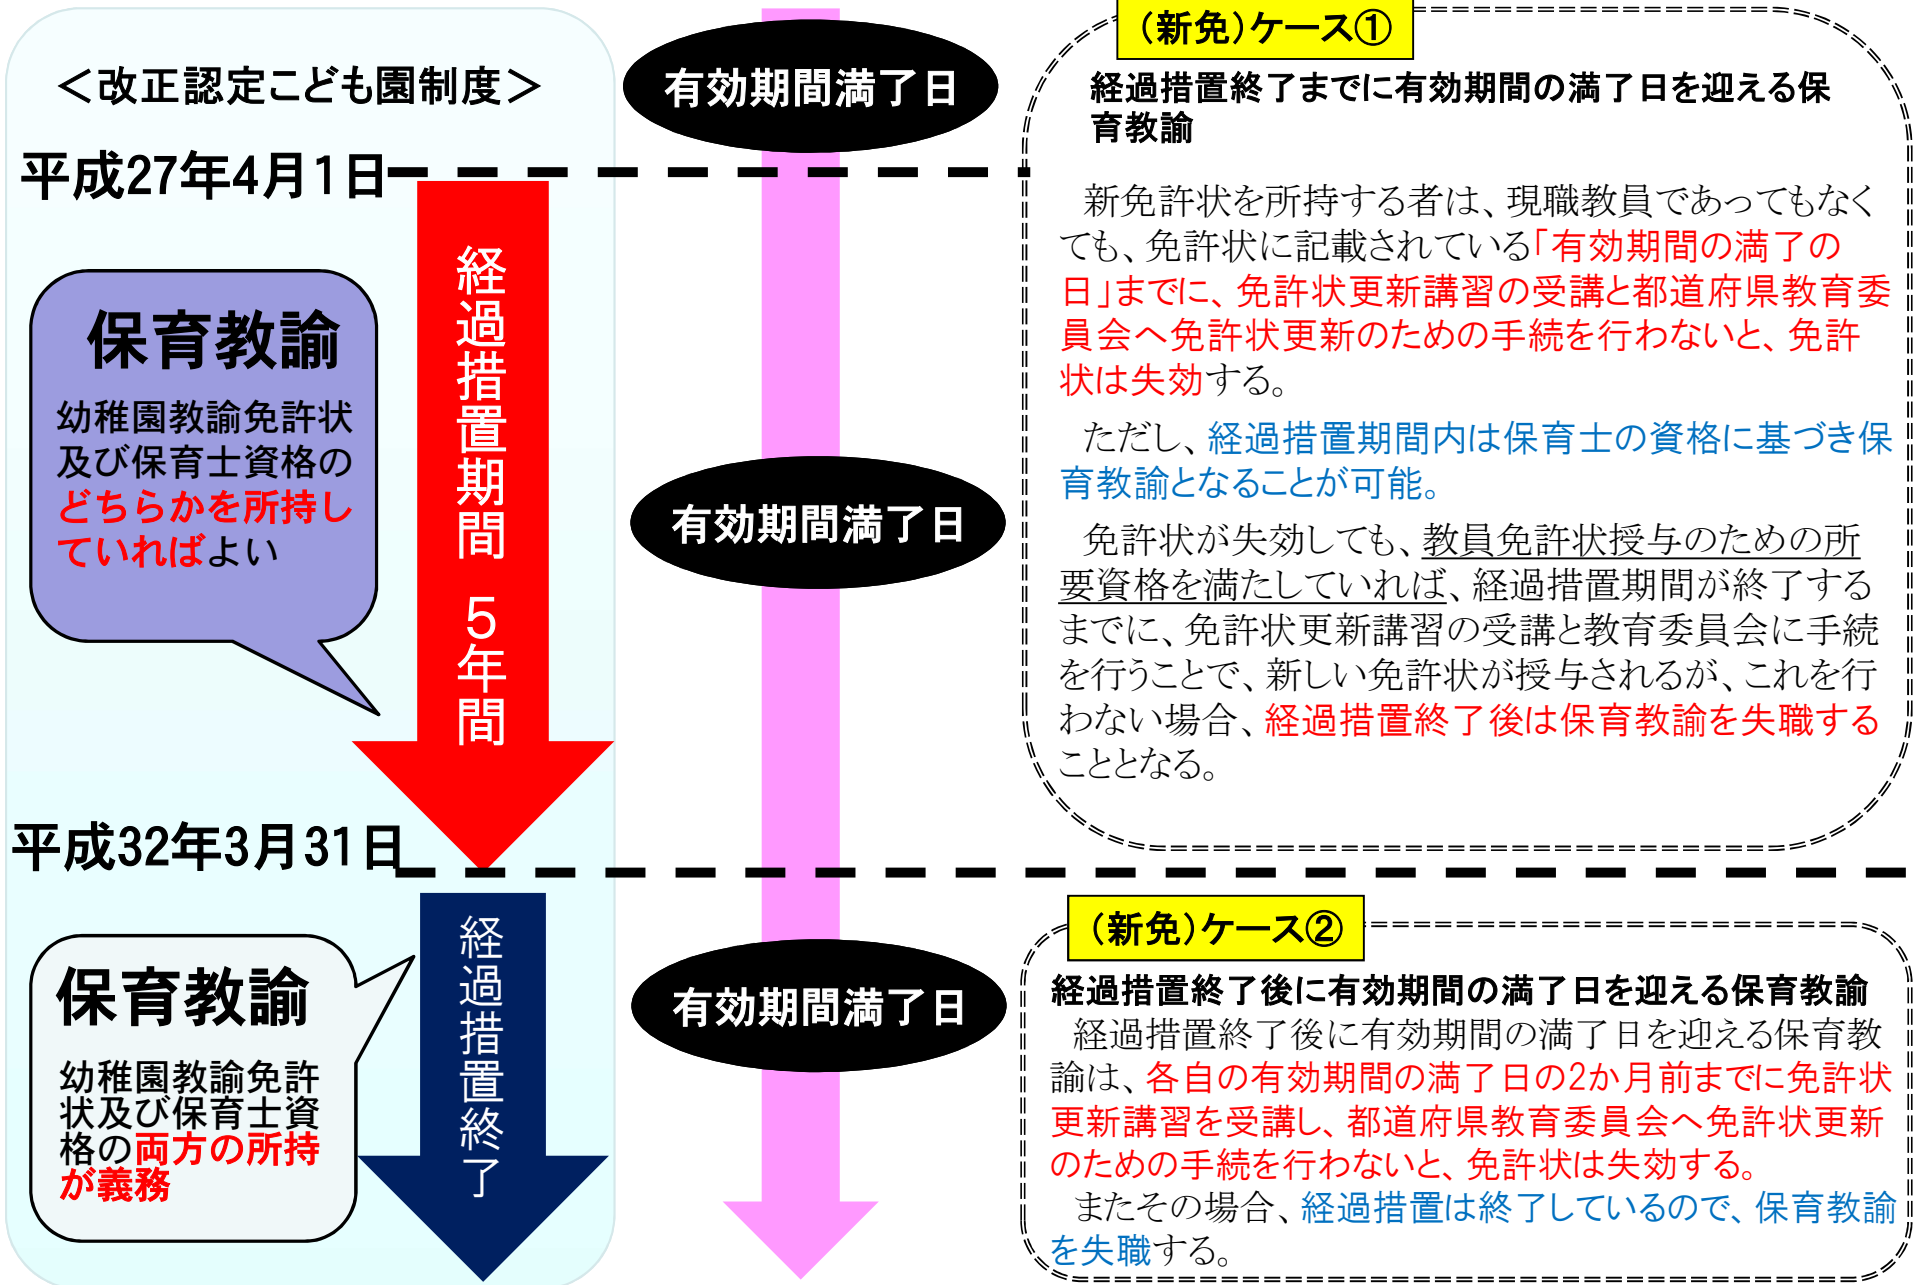 ＜改正認定こども園制度＞
平成27年4月1日
経過措置期間　５年間
保育教諭
幼稚園教諭免許状
及び保育士資格の
どちらかを所持し
ていればよい
平成32年3月31日
経過措置終了
保育教諭
幼稚園教諭免許
状及び保育士資
格の両方の所持
が義務
有効期間満了日
有効期間満了日
有効期間満了日
（新免）ケース①
経過措置終了までに有効期間の満了日を迎える保
育教諭
新免許状を所持する者は、現職教員であってもなく
ても、免許状に記載されている「有効期間の満了の
日」までに、免許状更新講習の受講と都道府県教育委
員会へ免許状更新のための手続を行わないと、免許
状は失効する。
ただし、経過措置期間内は保育士の資格に基づき保
育教諭となることが可能。
免許状が失効しても、教員免許状授与のための所
要資格を満たしていれば、経過措置期間が終了する
までに、免許状更新講習の受講と教育委員会に手続
を行うことで、新しい免許状が授与されるが、これを行
わない場合、経過措置終了後は保育教諭を失職する
こととなる。
（新免）ケース②
経過措置終了後に有効期間の満了日を迎える保育教諭
経過措置終了後に有効期間の満了日を迎える保育教
諭は、各自の有効期間の満了日の2か月前までに免許状
更新講習を受講し、都道府県教育委員会へ免許状更新
のための手続を行わないと、免許状は失効する。
またその場合、経過措置は終了しているので、保育教諭
を失職する。